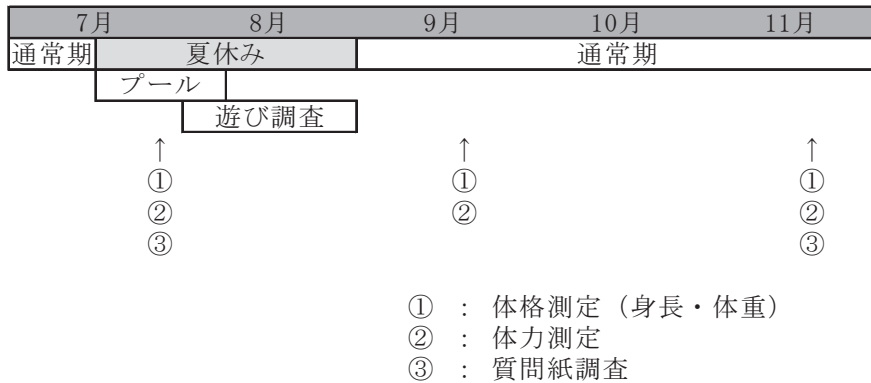 7月 8月 9月 10月 11月
通常期 夏休み 通常期
プール
遊び調査
↑ ↑ ↑
① ① ①
② ② ②
③ ③
① : 体格測定（身長・体重）
② : 体力測定
③ : 質問紙調査